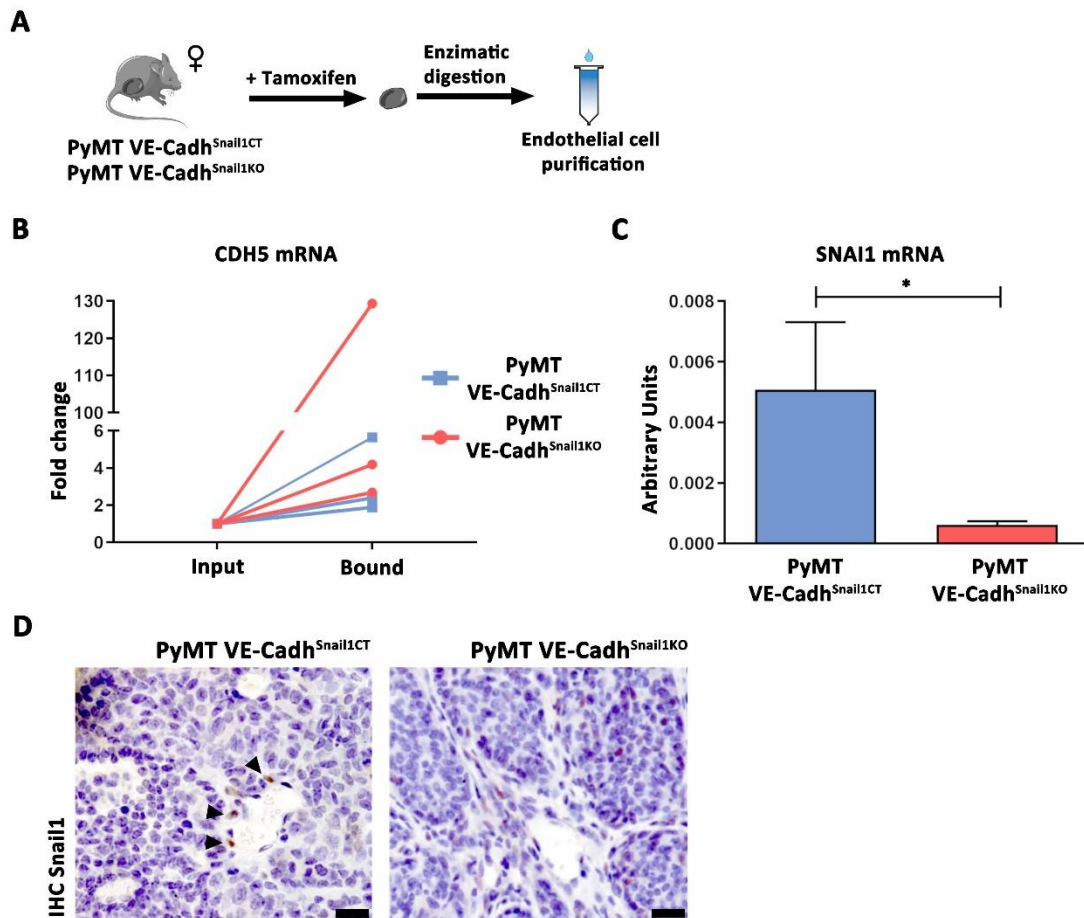 A
♀
+ Tamoxifen
Enzimatic
digestion
PyMT VE-Cadh^Snail1CT
PyMT VE-Cadh^Snail1KO
Endothelial cell
purification
B
CDH5 mRNA
130
120
110
100
6
4
2
0
Fold change
Input
Bound
PyMT
VE-Cadh^Snail1CT
PyMT
VE-Cadh^Snail1KO
C
SNAI1 mRNA
*
0.008
0.006
0.004
0.002
0.000
Arbitrary Units
PyMT
VE-Cadh^Snail1CT
PyMT
VE-Cadh^Snail1KO
D
PyMT VE-Cadh^Snail1CT
PyMT VE-Cadh^Snail1KO
IHC Snail1